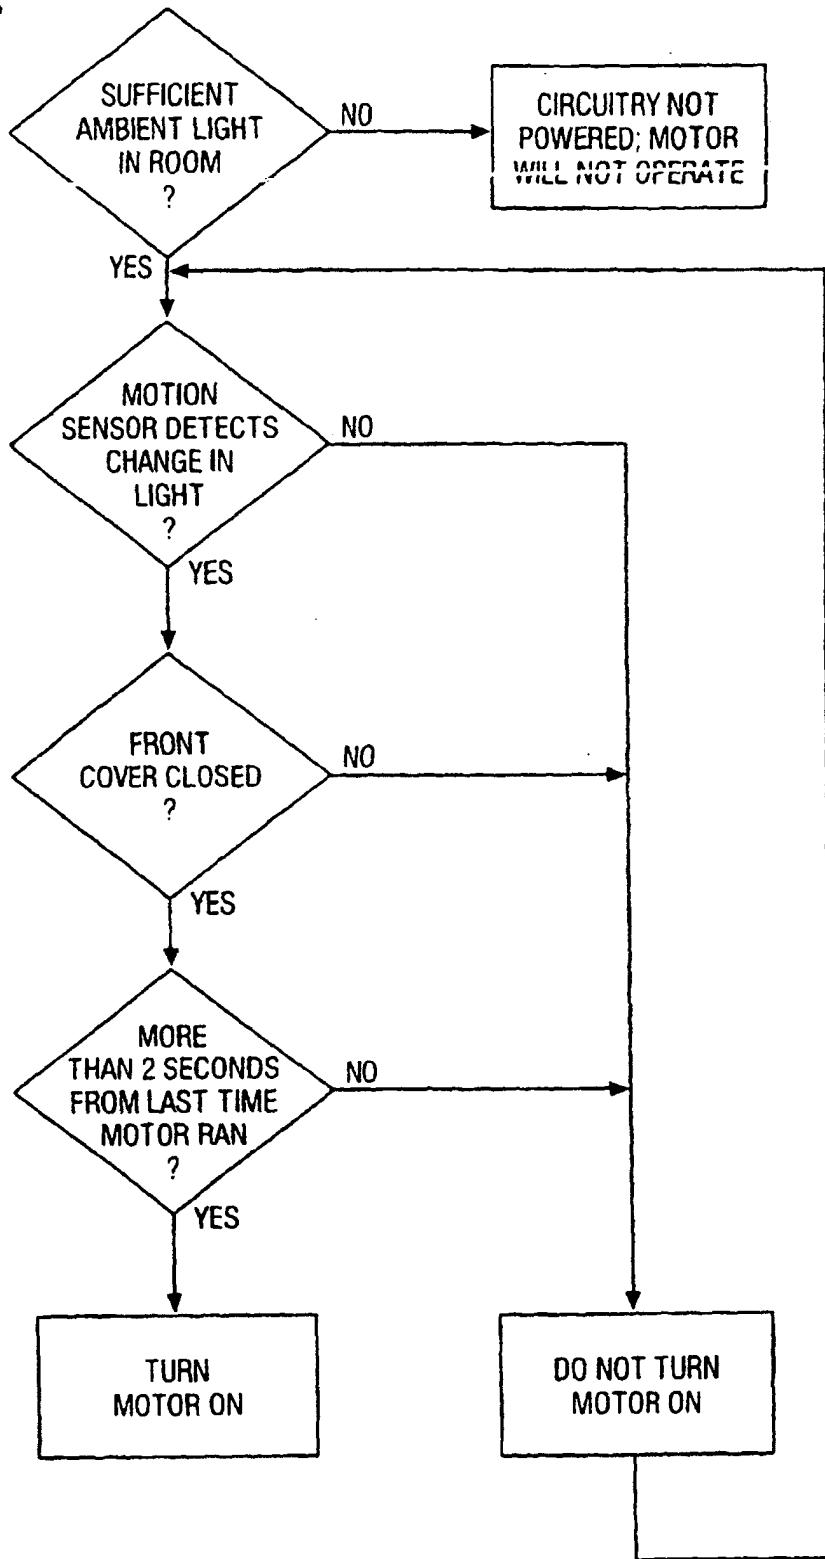 SUFFICIENT
AMBIENT LIGHT
IN ROOM
?
NO
CIRCUITRY NOT
POWERED; MOTOR
WILL NOT OPERATE
YES
MOTION
SENSOR DETECTS
CHANGE IN
LIGHT
?
NO
YES
FRONT
COVER CLOSED
?
NO
YES
MORE
THAN 2 SECONDS
FROM LAST TIME
MOTOR RAN
?
NO
YES
TURN
MOTOR ON
DO NOT TURN
MOTOR ON